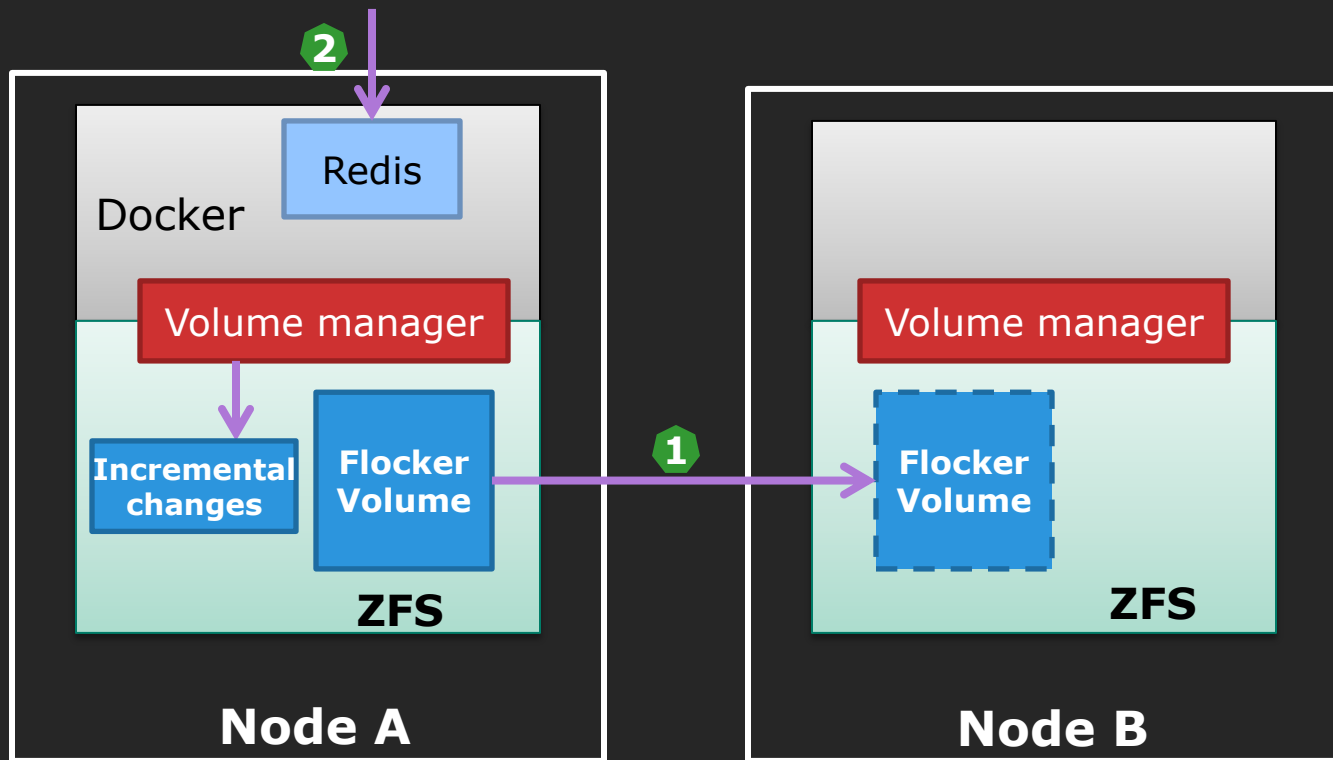 2
Redis
Docker
Volume manager
Incremental
changes
Flocker
Volume
ZFS
Node A
1
Volume manager
Flocker
Volume
ZFS
Node B